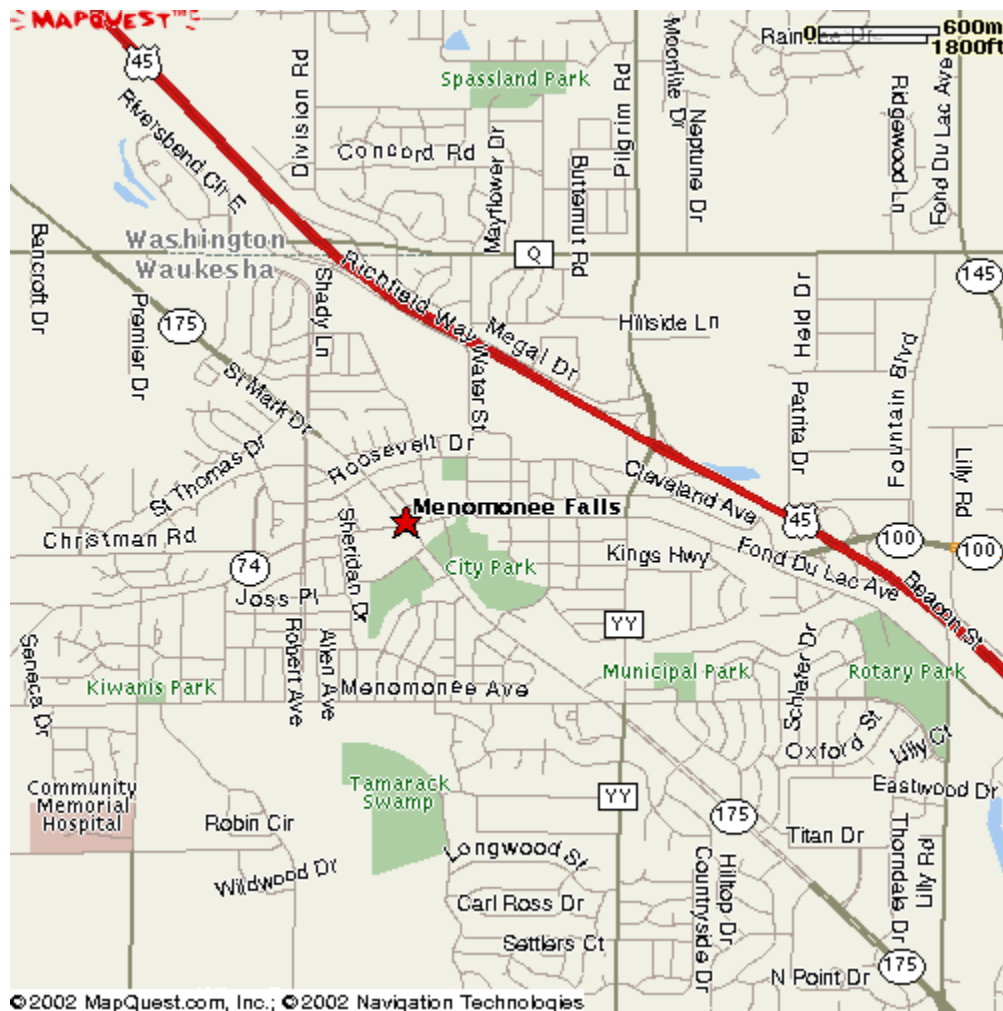 MAPQUEST™
0 600m
1800ft
45
Spassland Park
Division Rd
Pilgrim Rd
Moonlite Dr
Neptune Dr
Ridgewood Ln
Fond Du Lac Ave
Riversbend Cir E
Concord Rd
Mayflower Dr
Butternut Rd
Washington
Waukesha
Q
145
Bancroft Dr
Premier Dr
175
Shady Ln
Richfield Way
Megal Dr
Water St
Hillside Ln
Held Dr
Fountain Blvd
St Mark Dr
Patrita Dr
Roosevelt Dr
St Thomas Dr
Lilly Rd
Cleveland Ave
Menomonee Falls
45
Christman Rd
Sheridan Dr
100
100
Kings Hwy
Fond Du Lac Ave
74
City Park
Joss Pl
Beacon St
YY
Seneca Dr
Robert Ave
Allen Ave
Kiwanis Park
Menomonee Ave
Municipal Park
Schlafer Dr
Rotary Park
Oxford St
Lilly Ct
Community
Memorial
Hospital
Tamarack
Swamp
YY
Eastwood Dr
175
Robin Cir
Titan Dr
Wildwood Dr
Longwood St
Countryside Dr
Hilltop Dr
Thorndale Dr
Lilly Rd
Carl Ross Dr
Settlers Ct
175
N Point Dr
©2002 MapQuest.com, Inc.; ©2002 Navigation Technologies